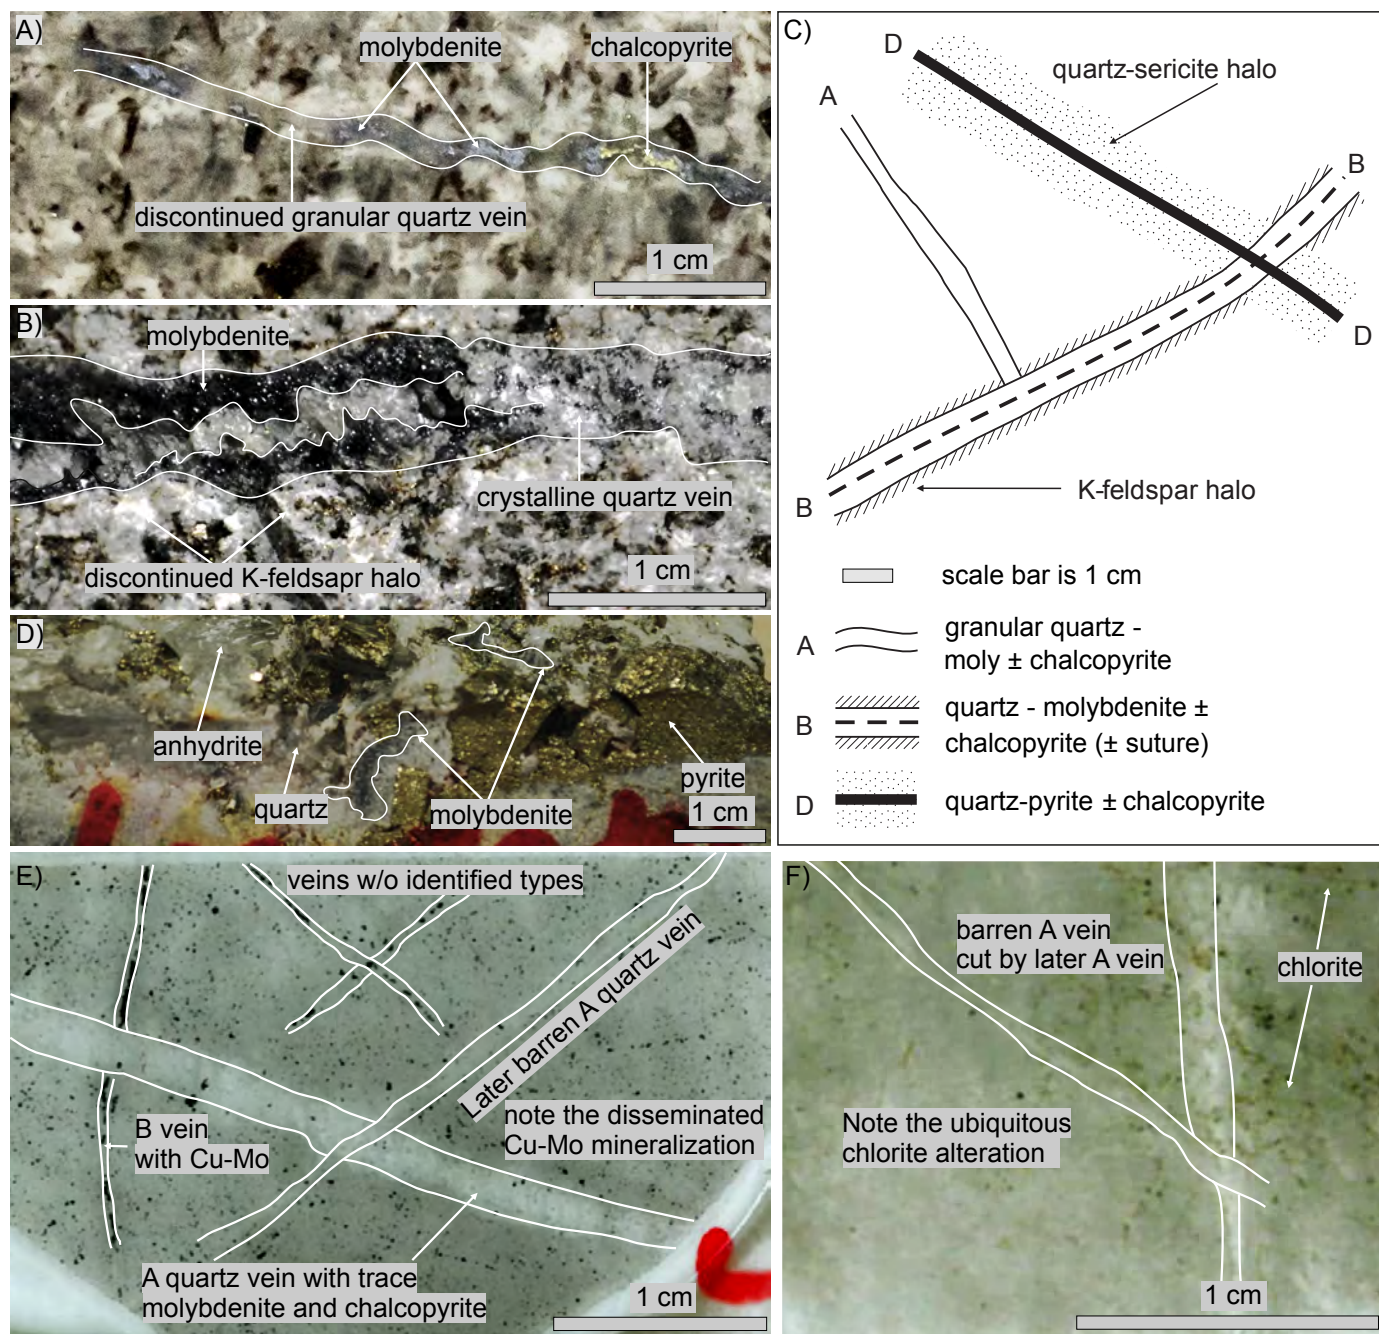 A)
molybdenite
chalcopyrite
discontinued granular quartz vein
1 cm
B)
molybdenite
crystalline quartz vein
discontinued K-feldsapr halo
1 cm
D)
anhydrite
quartz
molybdenite
pyrite
1 cm
C)
D
quartz-sericite halo
A
B
D
B
K-feldspar halo
scale bar is 1 cm
A
granular quartz -
moly ± chalcopyrite
B
quartz - molybdenite ±
chalcopyrite (± suture)
D
quartz-pyrite ± chalcopyrite
E)
veins w/o identified types
Later barren A quartz vein
note the disseminated
Cu-Mo mineralization
B vein
with Cu-Mo
A quartz vein with trace
molybdenite and chalcopyrite
1 cm
F)
barren A vein
cut by later A vein
chlorite
Note the ubiquitous
chlorite alteration
1 cm